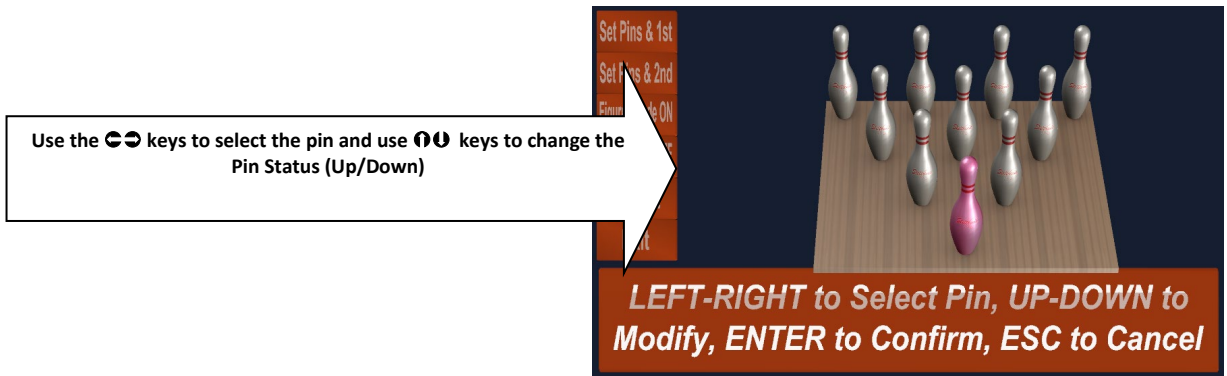 Set Pins & 1st
Set Pins & 2nd
ON
Use the ⮈⮊ keys to select the pin and use ⮉⮋ keys to change the
Pin Status (Up/Down)
LEFT-RIGHT to Select Pin, UP-DOWN to
Modify, ENTER to Confirm, ESC to Cancel